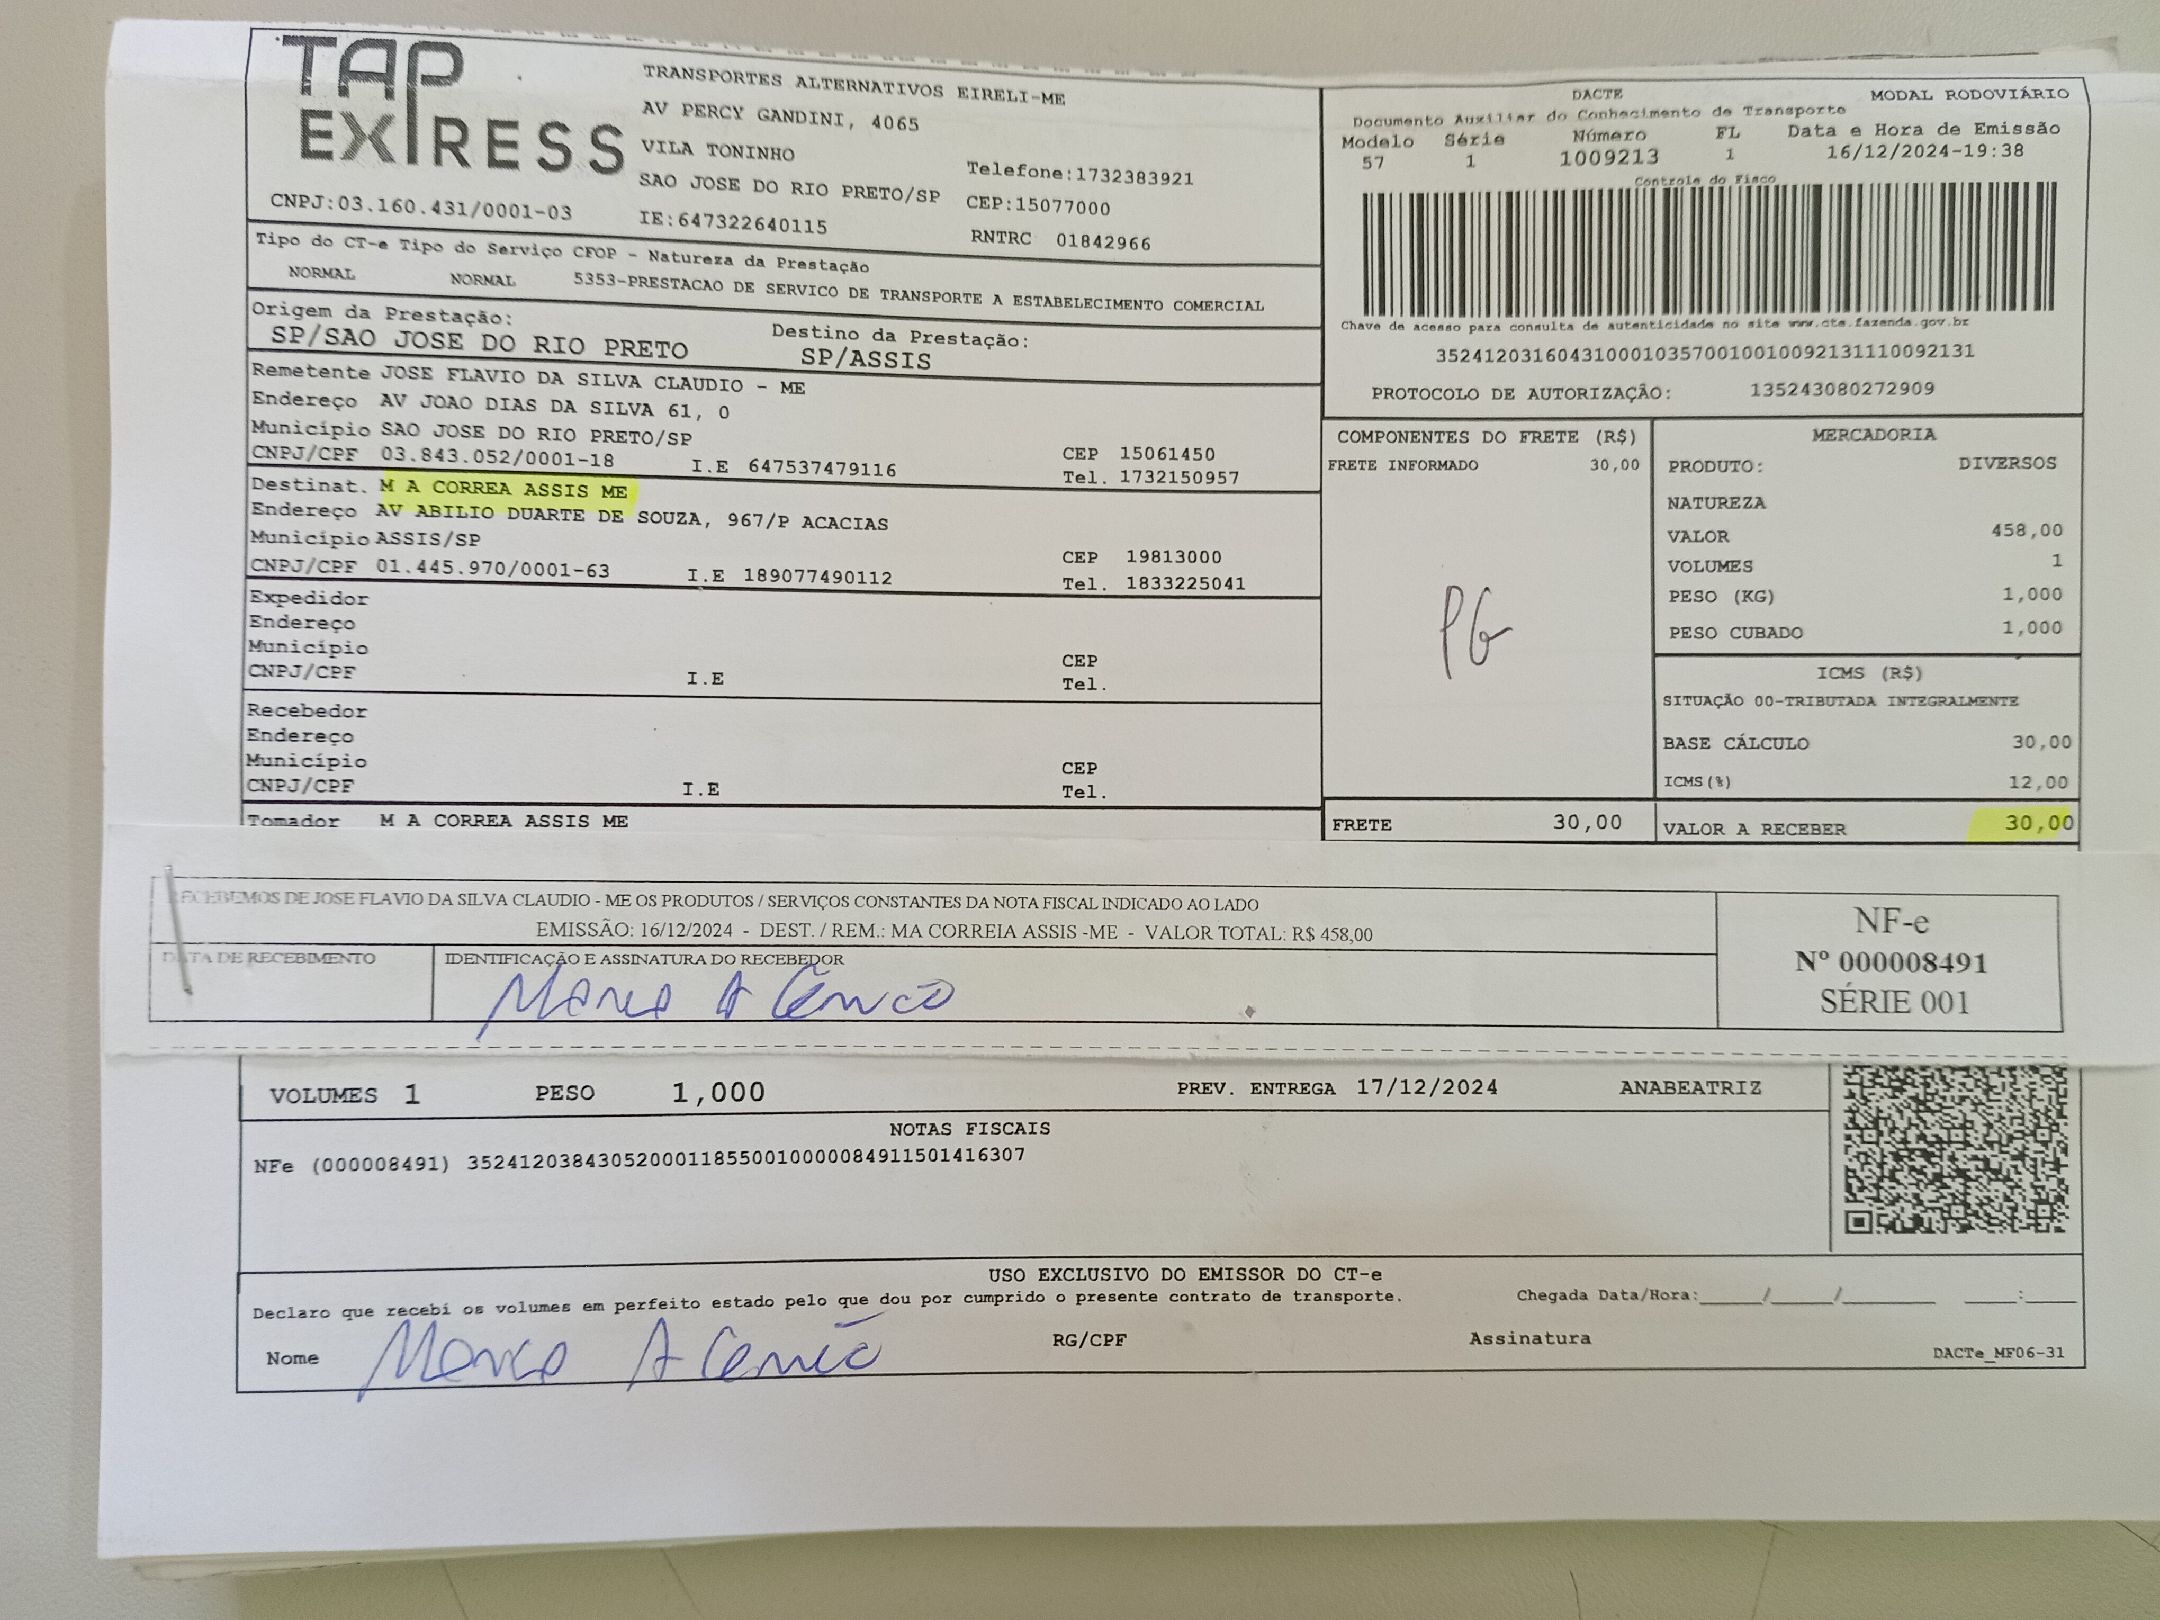 TAP
EXPRESS
TRANSPORTES ALTERNATIVOS EIRELI-ME
AV PERCY GANDINI, 4065
VILA TONINHO
SAO JOSE DO RIO PRETO/SP
Telefone:1732383921
CEP:15077000
CNPJ:03.160.431/0001-03
IE:647322640115
RNTRC 01842966
DACTE
MODAL RODOVIÁRIO
Documento Auxiliar do Conhecimento de Transporte
Modelo Série Número FL Data e Hora de Emissão
57 1 1009213 1 16/12/2024-19:38
Controle do Fisco
Chave de acesso para consulta de autenticidade no site www.cte.fazenda.gov.br
35241203160431000103570010010092131110092131
PROTOCOLO DE AUTORIZAÇÃO: 135243080272909
Tipo do CT-e Tipo do Serviço CFOP - Natureza da Prestação
NORMAL NORMAL 5353-PRESTACAO DE SERVICO DE TRANSPORTE A ESTABELECIMENTO COMERCIAL
Origem da Prestação:
SP/SAO JOSE DO RIO PRETO
Destino da Prestação:
SP/ASSIS
Remetente JOSE FLAVIO DA SILVA CLAUDIO - ME
Endereço AV JOAO DIAS DA SILVA 61, 0
Município SAO JOSE DO RIO PRETO/SP
CEP 15061450
CNPJ/CPF 03.843.052/0001-18 I.E 647537479116 Tel. 1732150957
Destinat. M A CORREA ASSIS ME
Endereço AV ABILIO DUARTE DE SOUZA, 967/P ACACIAS
Município ASSIS/SP
CEP 19813000
CNPJ/CPF 01.445.970/0001-63 I.E 189077490112 Tel. 1833225041
Expedidor
Endereço
Município
CEP
CNPJ/CPF I.E Tel.
Recebedor
Endereço
Município
CEP
CNPJ/CPF I.E Tel.
Tomador M A CORREA ASSIS ME
COMPONENTES DO FRETE (R$)
FRETE INFORMADO 30,00
PG
FRETE 30,00
MERCADORIA
PRODUTO: DIVERSOS
NATUREZA
VALOR 458,00
VOLUMES 1
PESO (KG) 1,000
PESO CUBADO 1,000
ICMS (R$)
SITUAÇÃO 00-TRIBUTADA INTEGRALMENTE
BASE CÁLCULO 30,00
ICMS(%) 12,00
VALOR A RECEBER 30,00
RECEBEMOS DE JOSE FLAVIO DA SILVA CLAUDIO - ME OS PRODUTOS / SERVIÇOS CONSTANTES DA NOTA FISCAL INDICADO AO LADO
EMISSÃO: 16/12/2024 - DEST. / REM.: MA CORREIA ASSIS -ME - VALOR TOTAL: R$ 458,00
DATA DE RECEBIMENTO
IDENTIFICAÇÃO E ASSINATURA DO RECEBEDOR
NF-e
Nº 000008491
SÉRIE 001
VOLUMES 1 PESO 1,000 PREV. ENTREGA 17/12/2024 ANABEATRIZ
NOTAS FISCAIS
NFe (000008491) 35241203843052000118550010000084911501416307
USO EXCLUSIVO DO EMISSOR DO CT-e
Declaro que recebi os volumes em perfeito estado pelo que dou por cumprido o presente contrato de transporte.
Chegada Data/Hora:_____/_____/_______ ____:____
Nome
RG/CPF
Assinatura
DACTe_MF06-31